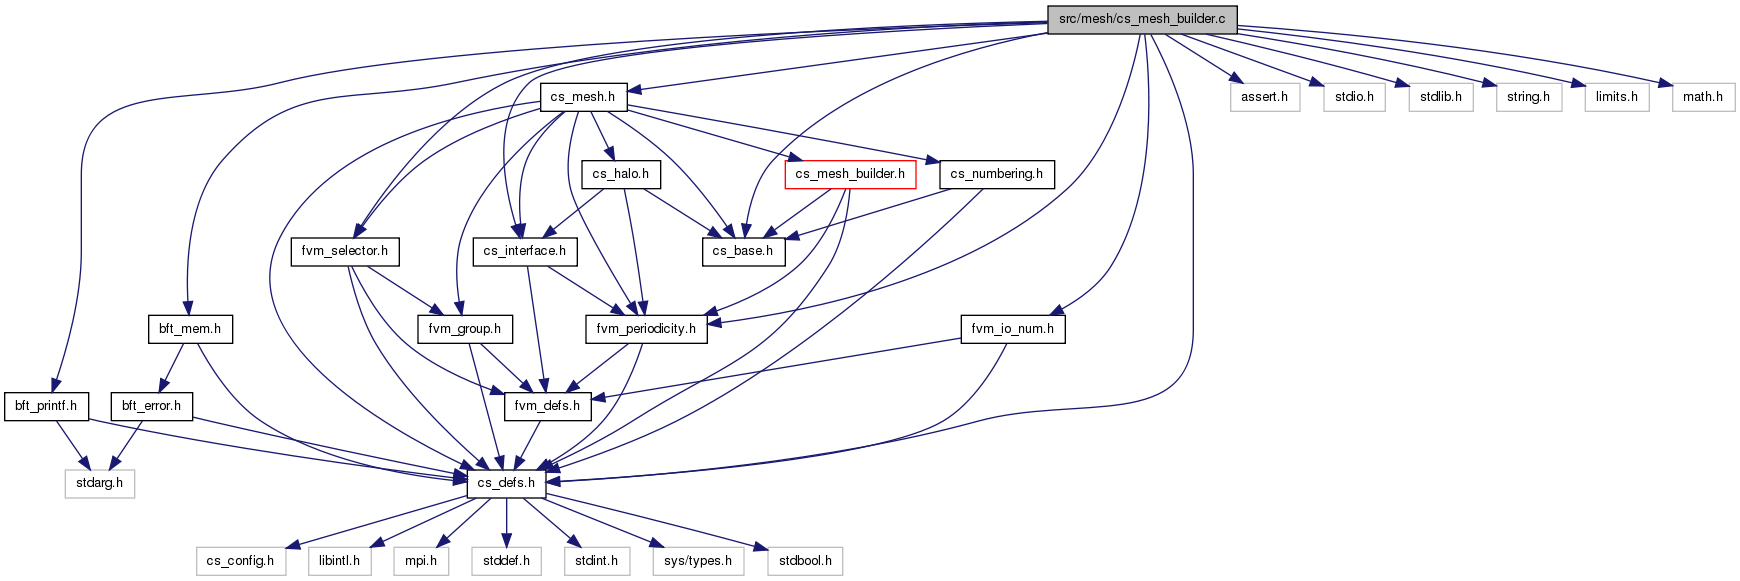 src/mesh/cs_mesh_builder.c
cs_mesh.h
assert.h
stdio.h
stdlib.h
string.h
limits.h
math.h
cs_halo.h
cs_mesh_builder.h
cs_numbering.h
fvm_selector.h
cs_interface.h
cs_base.h
bft_mem.h
fvm_group.h
fvm_periodicity.h
fvm_io_num.h
bft_printf.h
bft_error.h
fvm_defs.h
stdarg.h
cs_defs.h
cs_config.h
libintl.h
mpi.h
stddef.h
stdint.h
sys/types.h
stdbool.h